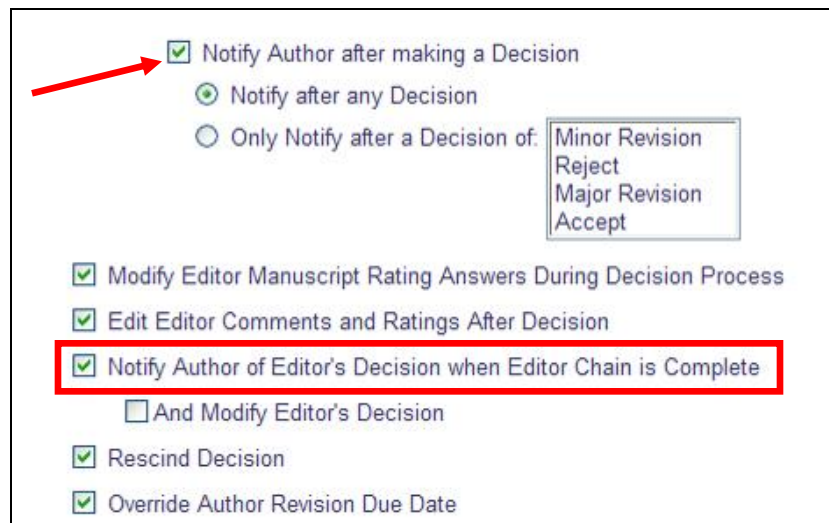 Notify Author after making a Decision
Notify after any Decision
Only Notify after a Decision of:
Minor Revision
Reject
Major Revision
Accept
Modify Editor Manuscript Rating Answers During Decision Process
Edit Editor Comments and Ratings After Decision
Notify Author of Editor's Decision when Editor Chain is Complete
And Modify Editor's Decision
Rescind Decision
Override Author Revision Due Date